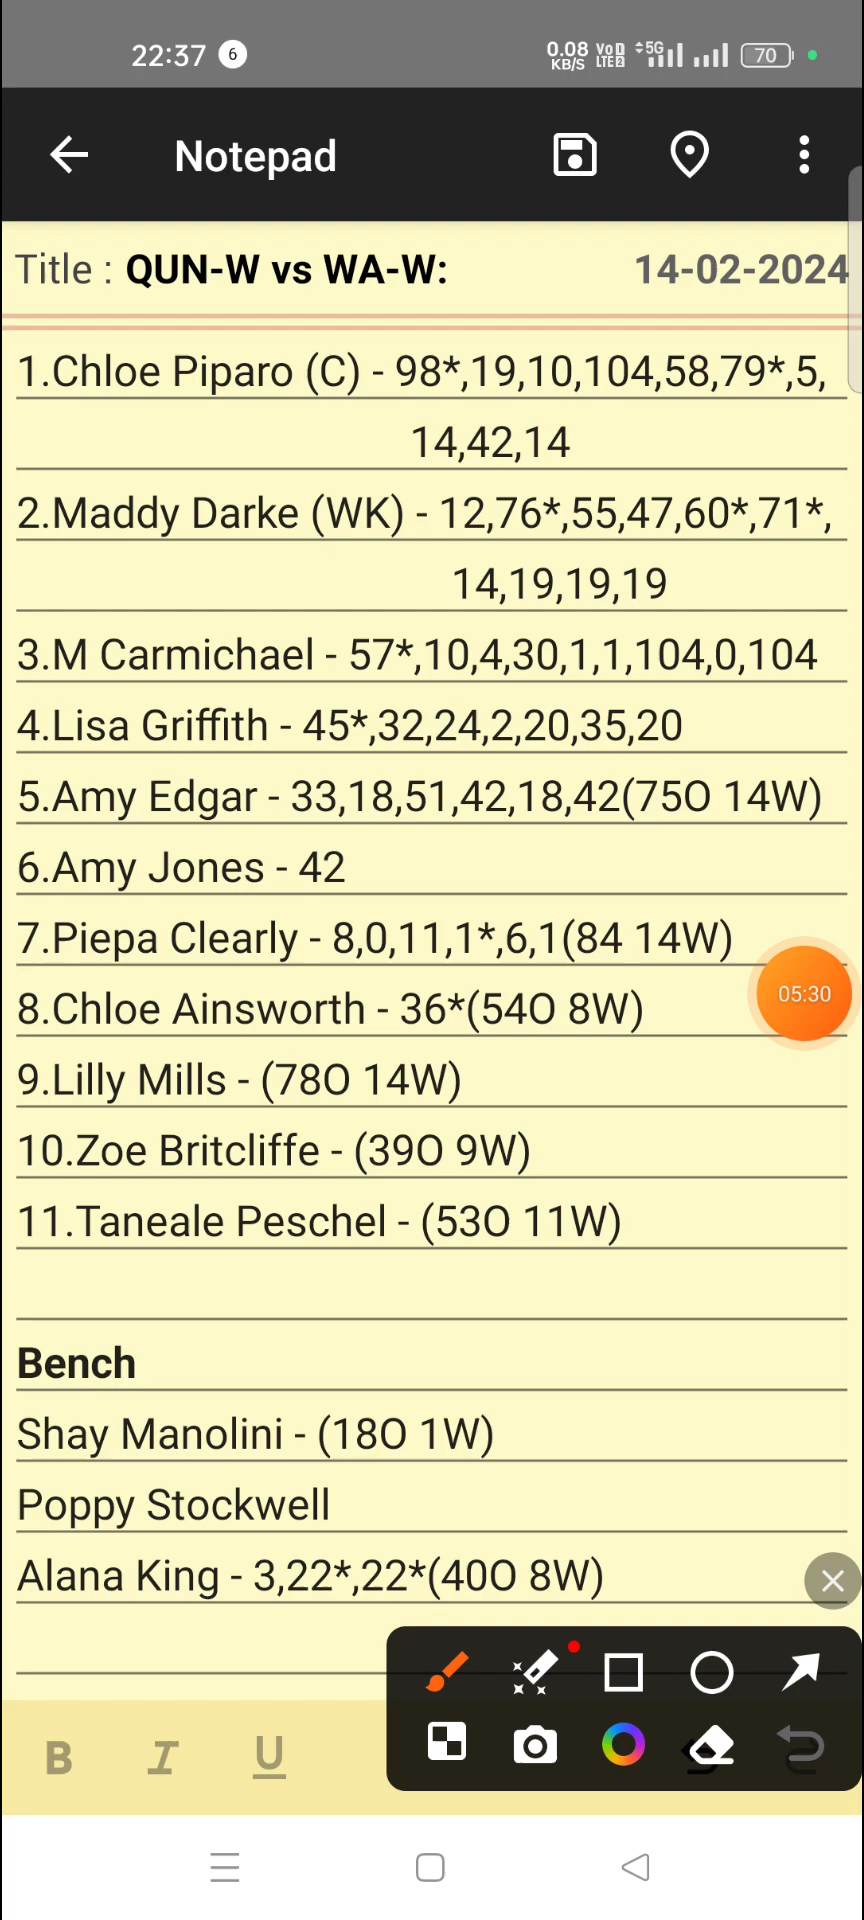 22:37 6 0.08 KB/S VoD LTE2 5G 70
Notepad
Title : QUN-W vs WA-W: 14-02-2024
1.Chloe Piparo (C) - 98*,19,10,104,58,79*,5,
14,42,14
2.Maddy Darke (WK) - 12,76*,55,47,60*,71*,
14,19,19,19
3.M Carmichael - 57*,10,4,30,1,1,104,0,104
4.Lisa Griffith - 45*,32,24,2,20,35,20
5.Amy Edgar - 33,18,51,42,18,42(75O 14W)
6.Amy Jones - 42
7.Piepa Clearly - 8,0,11,1*,6,1(84 14W)
8.Chloe Ainsworth - 36*(54O 8W)
05:30
9.Lilly Mills - (78O 14W)
10.Zoe Britcliffe - (39O 9W)
11.Taneale Peschel - (53O 11W)
Bench
Shay Manolini - (18O 1W)
Poppy Stockwell
Alana King - 3,22*,22*(40O 8W)
B I U